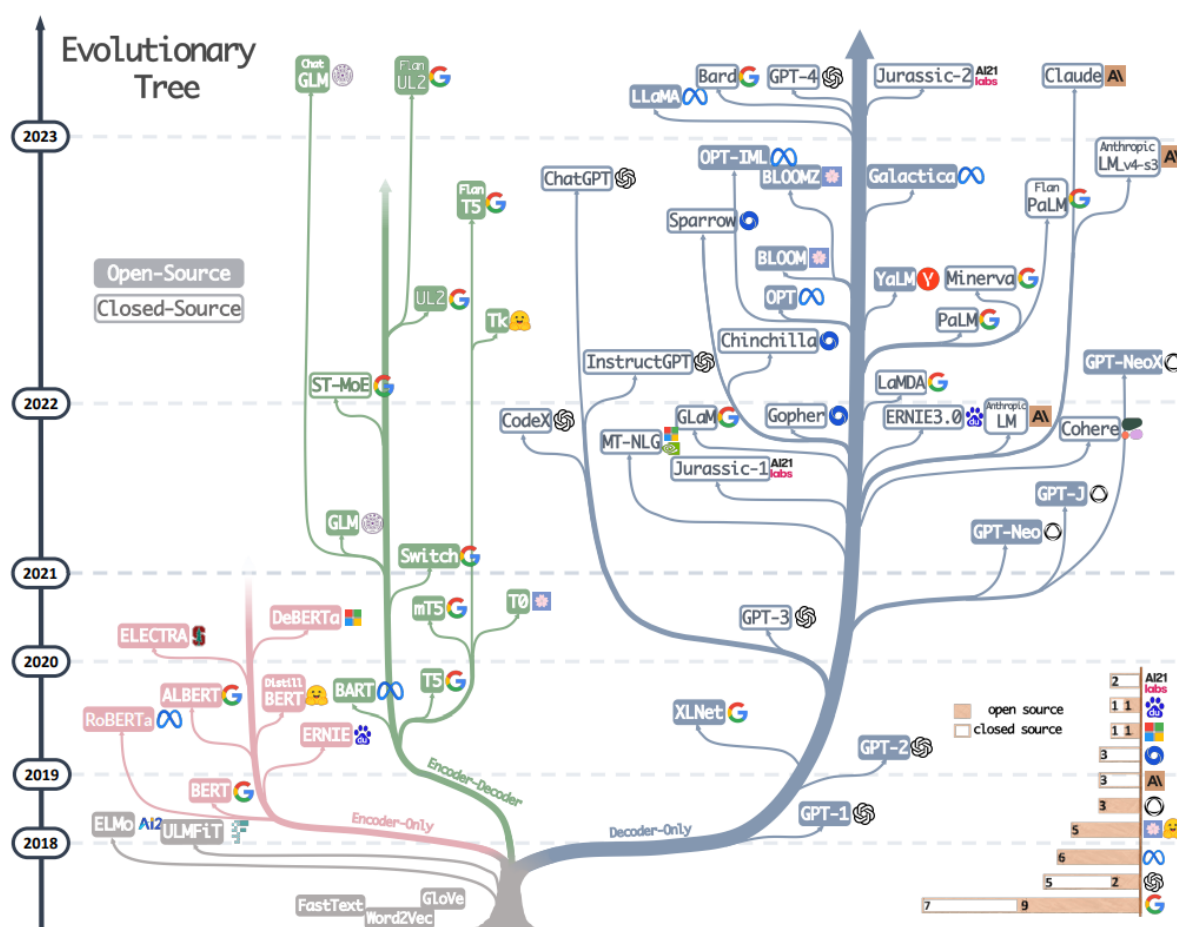 Evolutionary
Tree
2023
2022
2021
2020
2019
2018
Open-Source
Closed-Source
Chat
GLM
Flan
UL2
Flan
T5
UL2
Tk
ST-MoE
GLM
Switch
mT5
T0
BART
T5
DeBERTa
ELECTRA
ALBERT
Distill
BERT
RoBERTa
ERNIE
BERT
ELMo
AI2
ULMFiT
Encoder-Only
Encoder-Decoder
Decoder-Only
FastText
Word2Vec
GloVe
Bard
GPT-4
Jurassic-2
AI21
labs
Claude
A\
LLaMA
OPT-IML
BLOOMZ
Galactica
Anthropic
LM_v4-s3
A\
ChatGPT
Flan
PaLM
Sparrow
BLOOM
YaLM
Minerva
OPT
PaLM
Chinchilla
InstructGPT
GPT-NeoX
LaMDA
CodeX
GLaM
Gopher
ERNIE3.0
du
Anthropic
LM
A\
Cohere
MT-NLG
Jurassic-1
AI21
labs
GPT-J
GPT-Neo
GPT-3
XLNet
GPT-2
GPT-1
open source
closed source
2
AI21
labs
1 1
1 1
3
3
A\
3
5
6
5 2
7 9